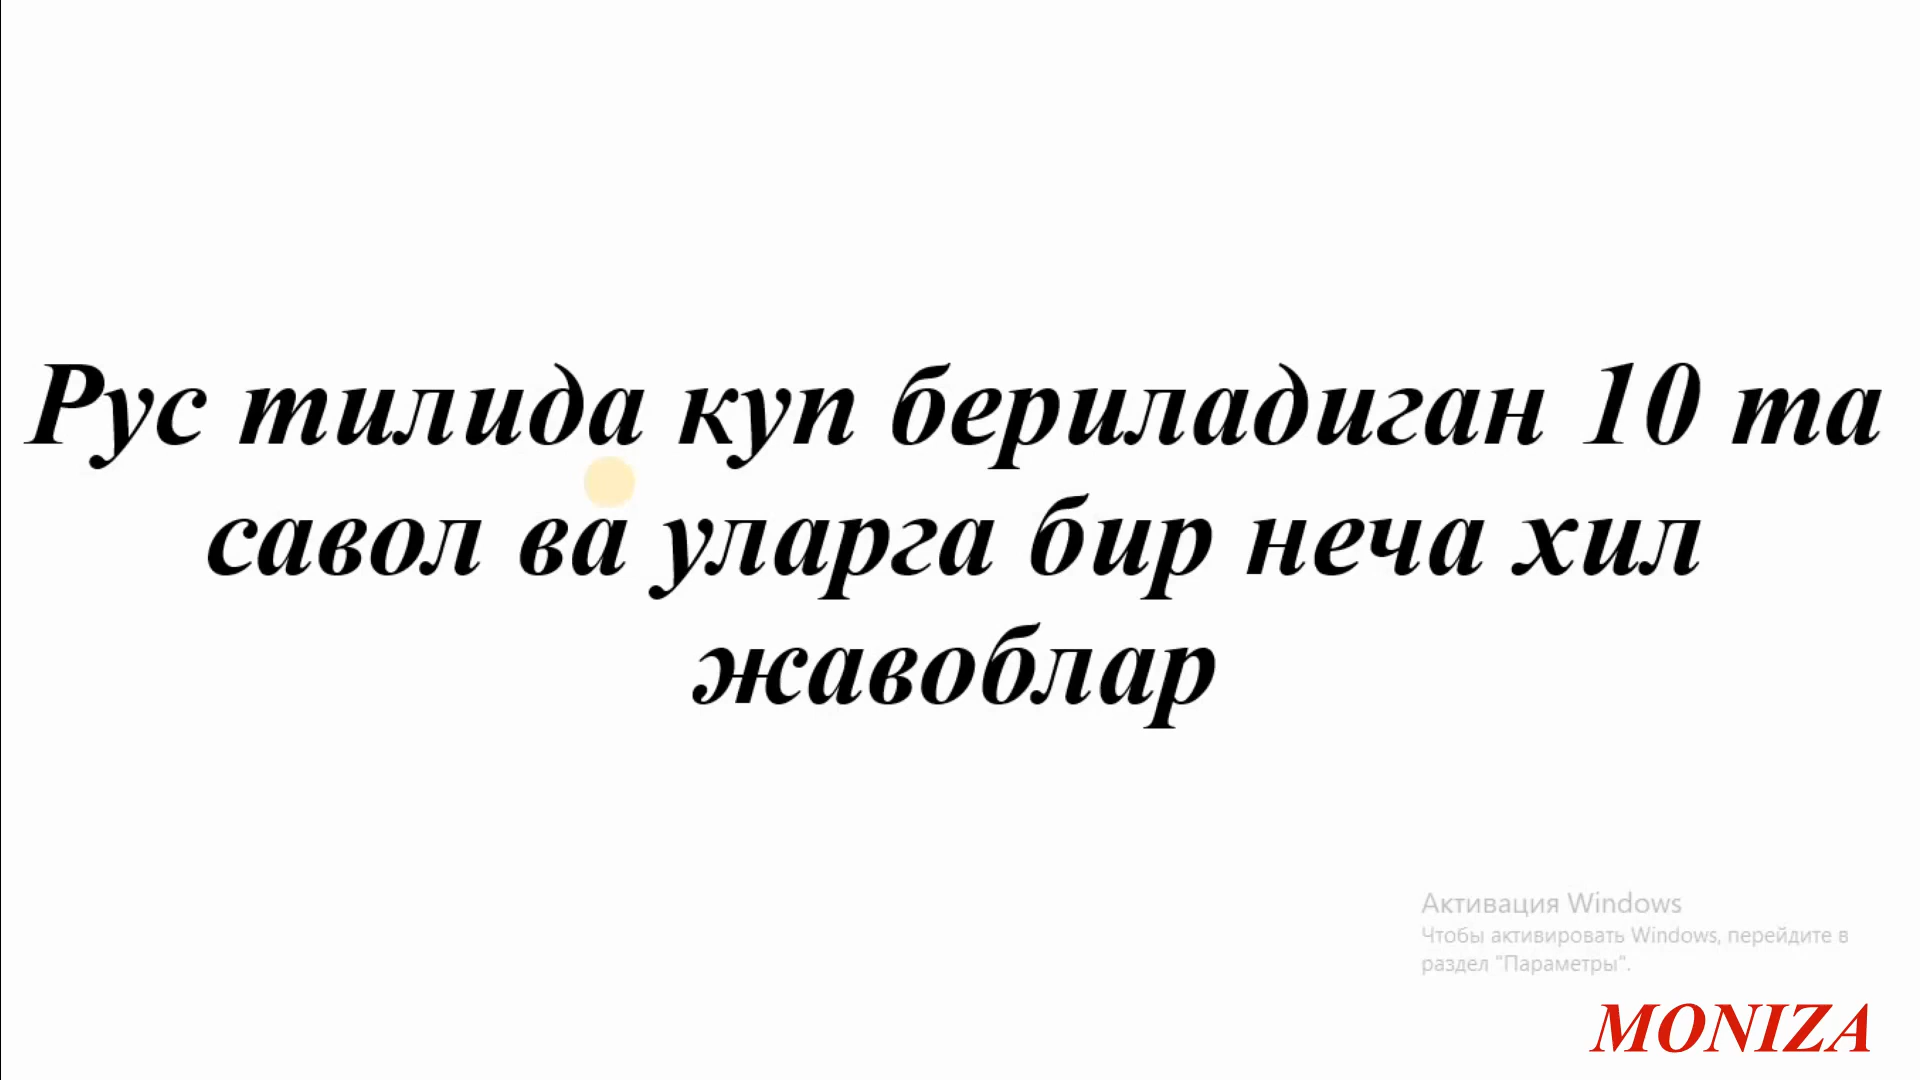 Рус тилида куп бериладиган 10 та
савол ва уларга бир неча хил
жавоблар
Активация Windows
Чтобы активировать Windows, перейдите в
раздел "Параметры".
MONIZA